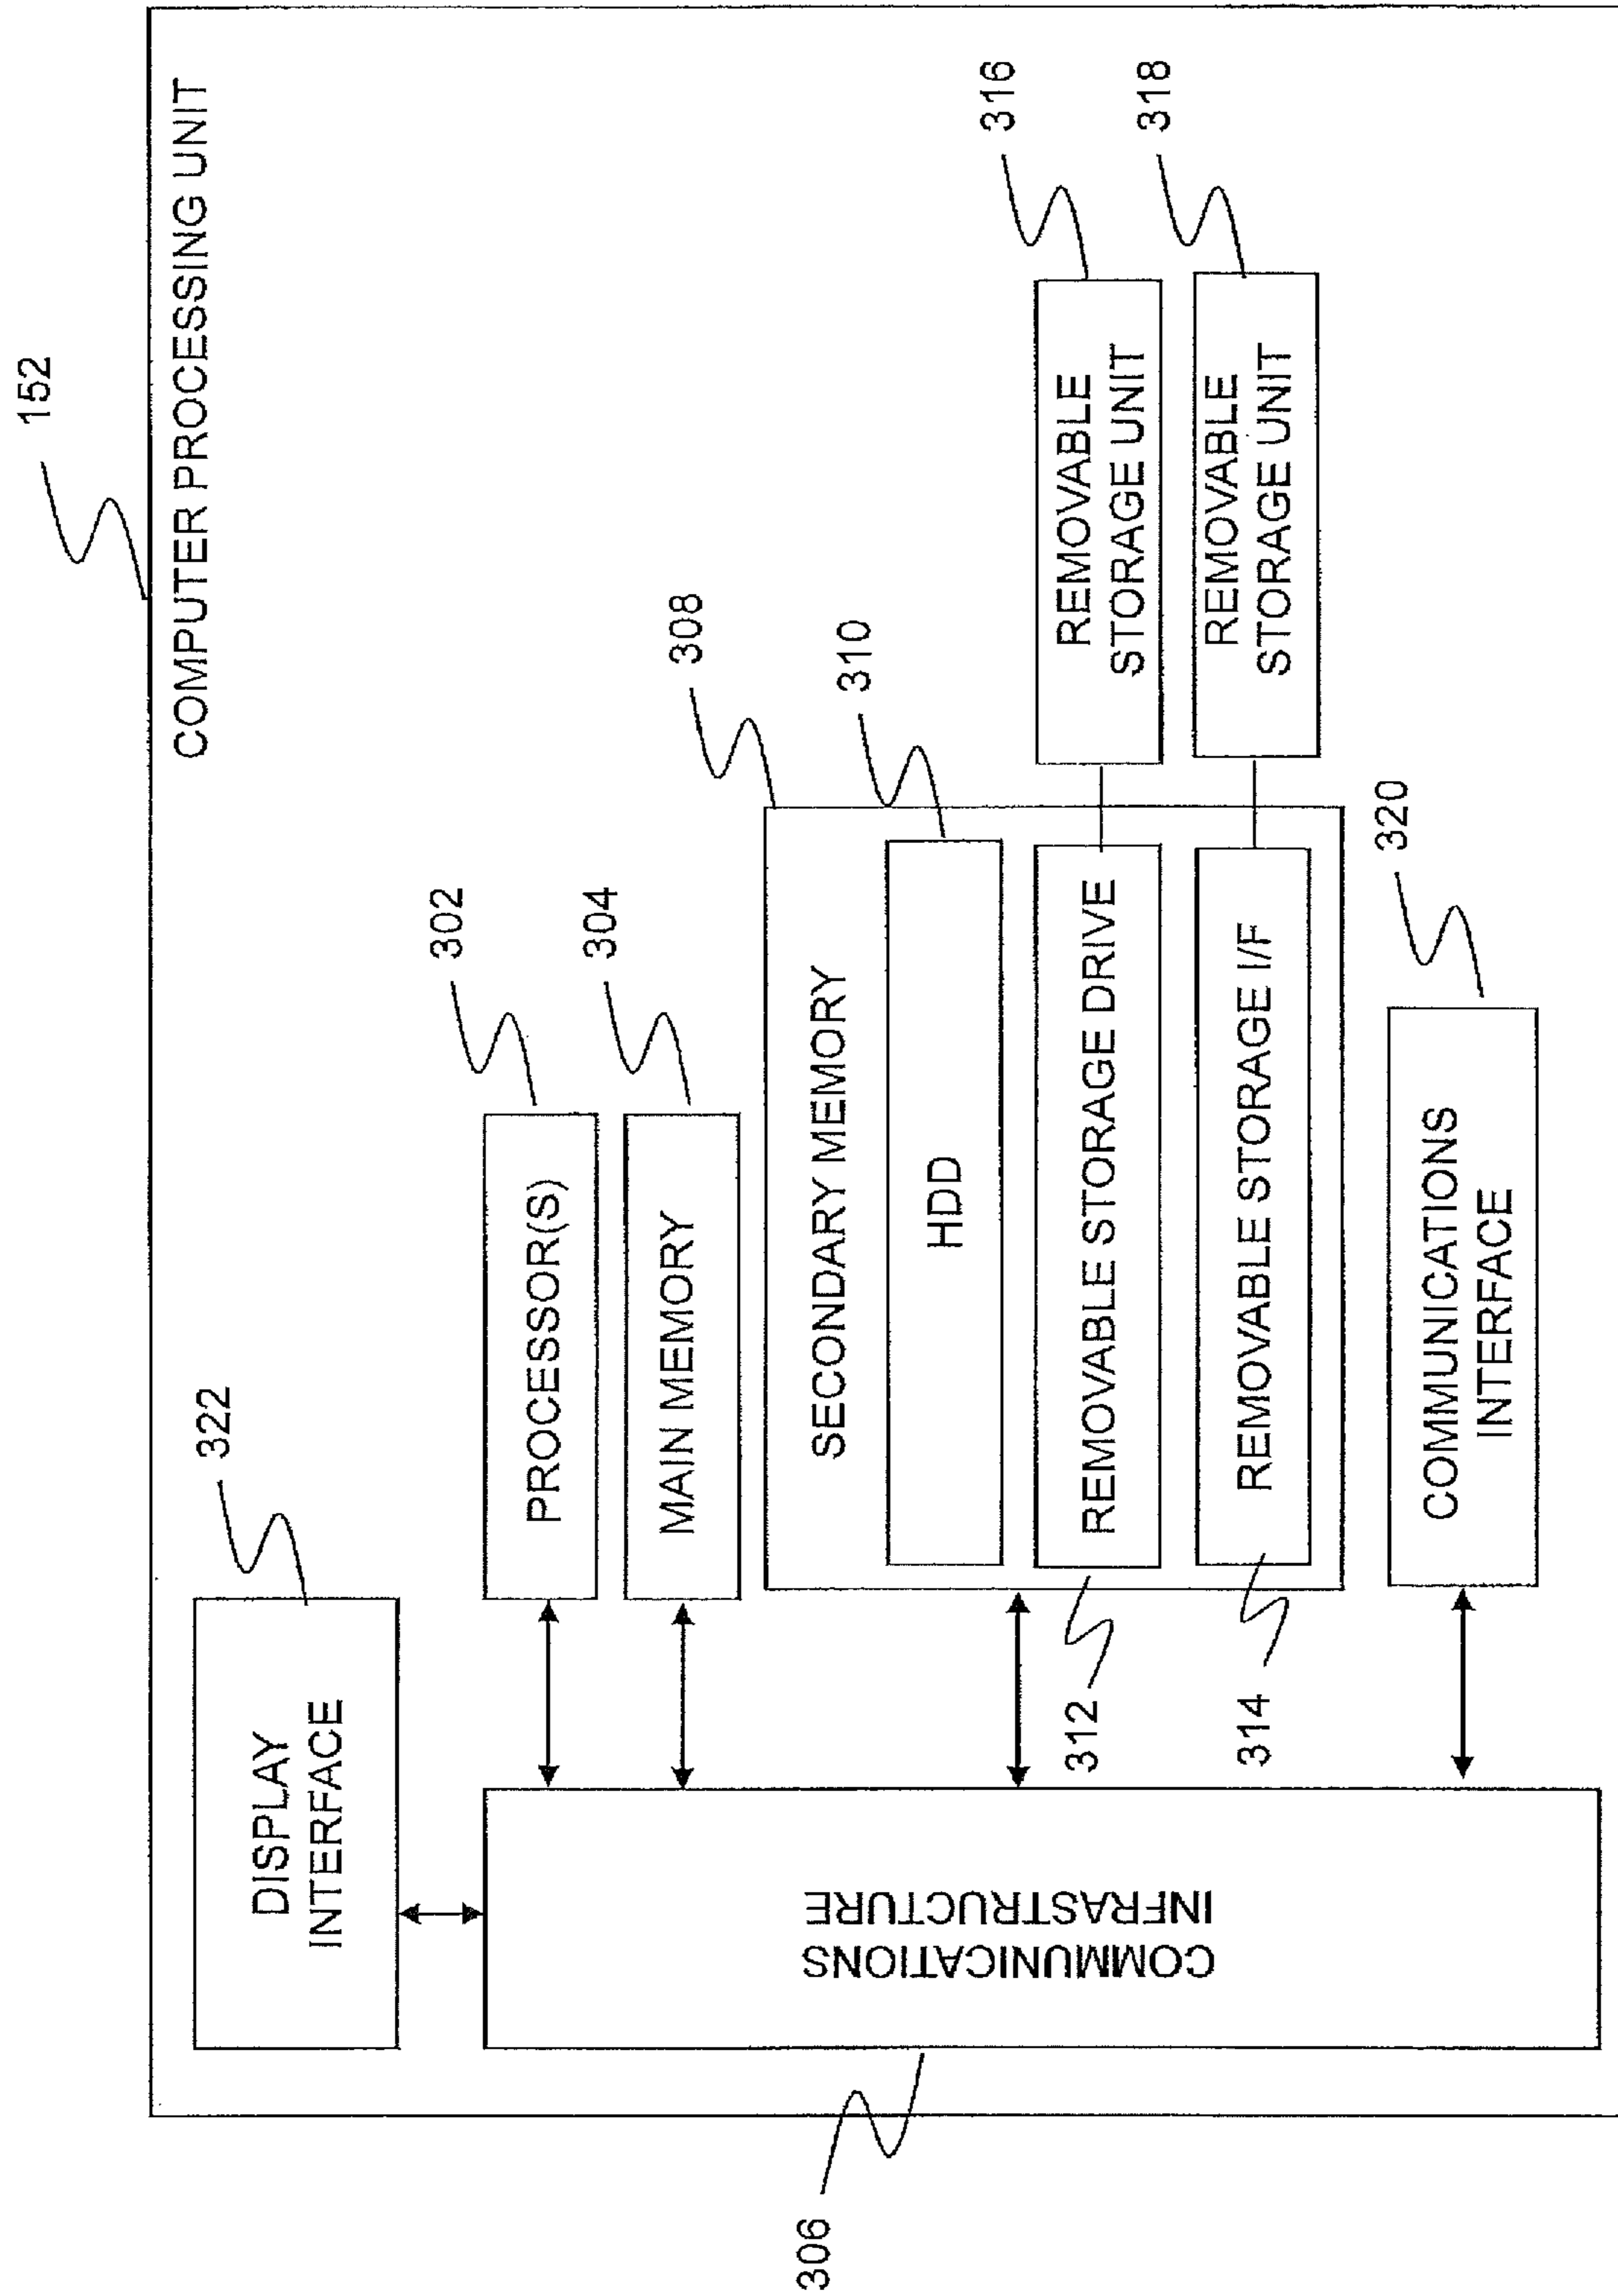 152
COMPUTER PROCESSING UNIT
322
DISPLAY
INTERFACE
302
PROCESSOR(S)
304
MAIN MEMORY
308
SECONDARY MEMORY
310
HDD
316
REMOVABLE STORAGE DRIVE
REMOVABLE
STORAGE UNIT
312
318
REMOVABLE STORAGE I/F
REMOVABLE
STORAGE UNIT
314
320
COMMUNICATIONS
INTERFACE
COMMUNICATIONS
INFRASTRUCTURE
306